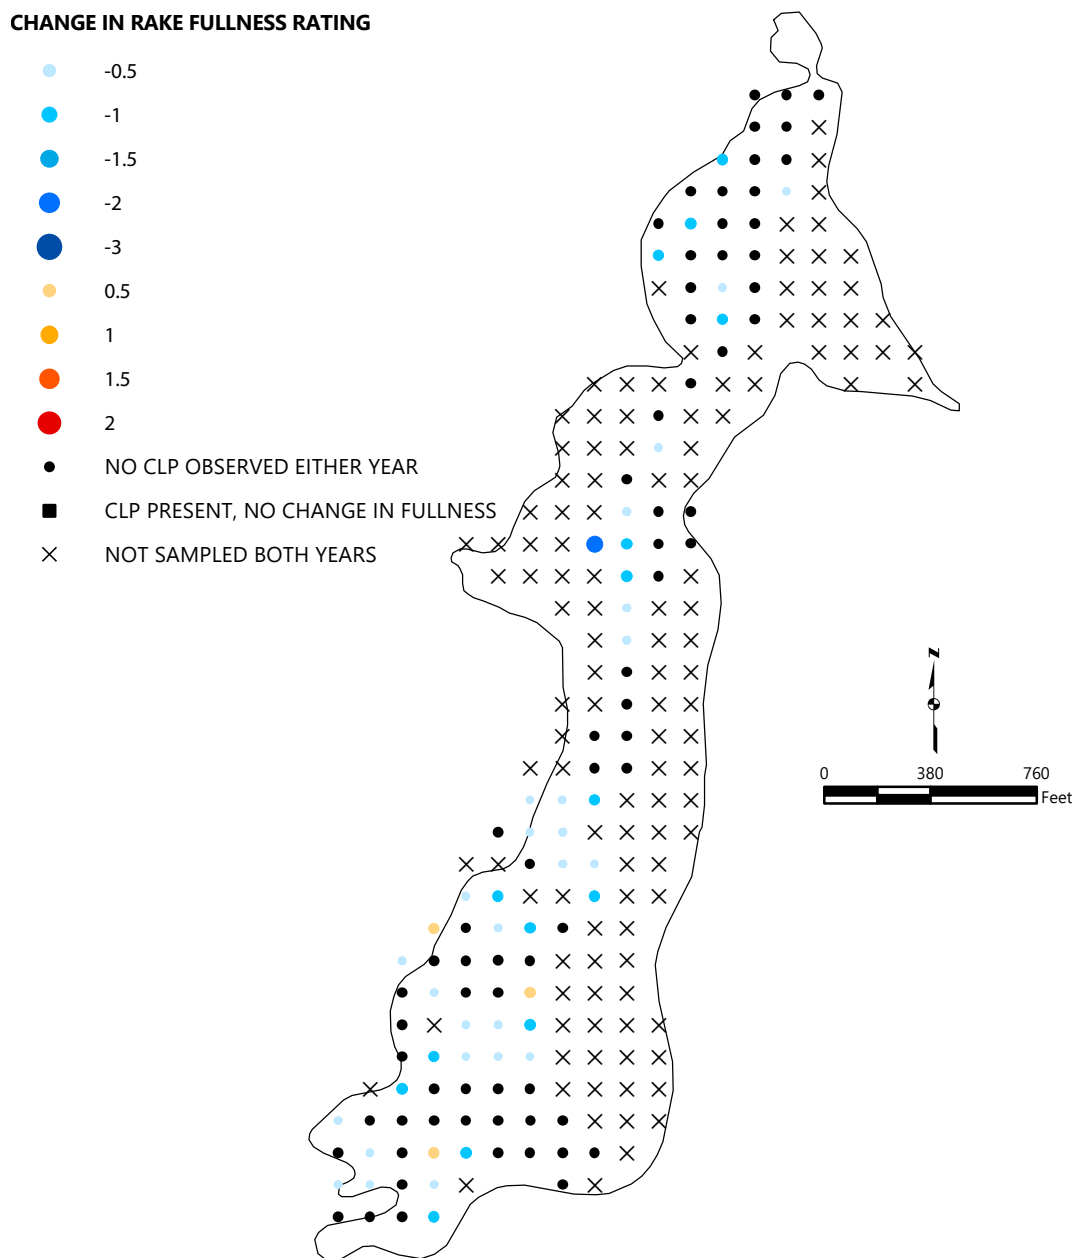 CHANGE IN RAKE FULLNESS RATING
-0.5
-1
-1.5
-2
-3
0.5
1
1.5
2
NO CLP OBSERVED EITHER YEAR
CLP PRESENT, NO CHANGE IN FULLNESS
NOT SAMPLED BOTH YEARS
N
0 380 760
Feet